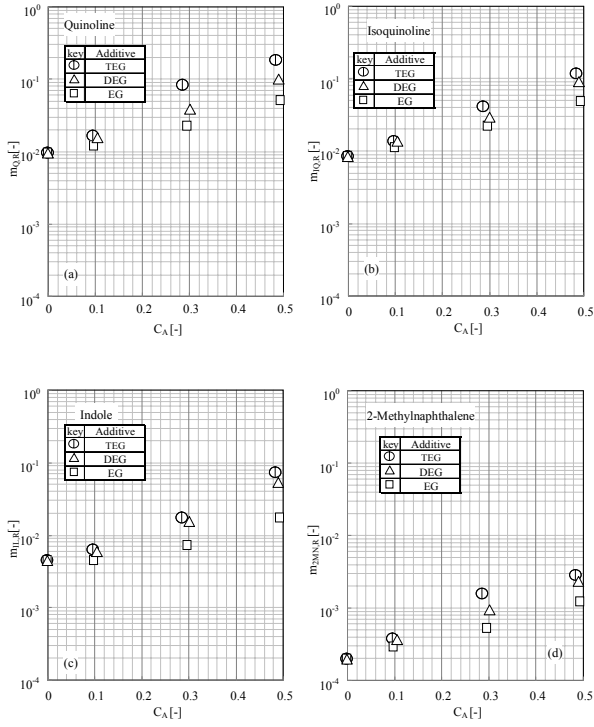 Quinoline
key Additive
TEG
DEG
EG
10^0
10^-1
10^-2
10^-3
10^-4
m_Q,R [-]
(a)
0 0.1 0.2 0.3 0.4 0.5
C_A [-]
Isoquinoline
key Additive
TEG
DEG
EG
10^0
10^-1
10^-2
10^-3
10^-4
m_IQ,R [-]
(b)
0 0.1 0.2 0.3 0.4 0.5
C_A [-]
Indole
key Additive
TEG
DEG
EG
10^0
10^-1
10^-2
10^-3
10^-4
(c)
0 0.1 0.2 0.3 0.4 0.5
C_A [-]
2-Methylnaphthalene
key Additive
TEG
DEG
EG
10^0
10^-1
10^-2
10^-3
10^-4
m_2MN,R [-]
(d)
0 0.1 0.2 0.3 0.4 0.5
C_A [-]